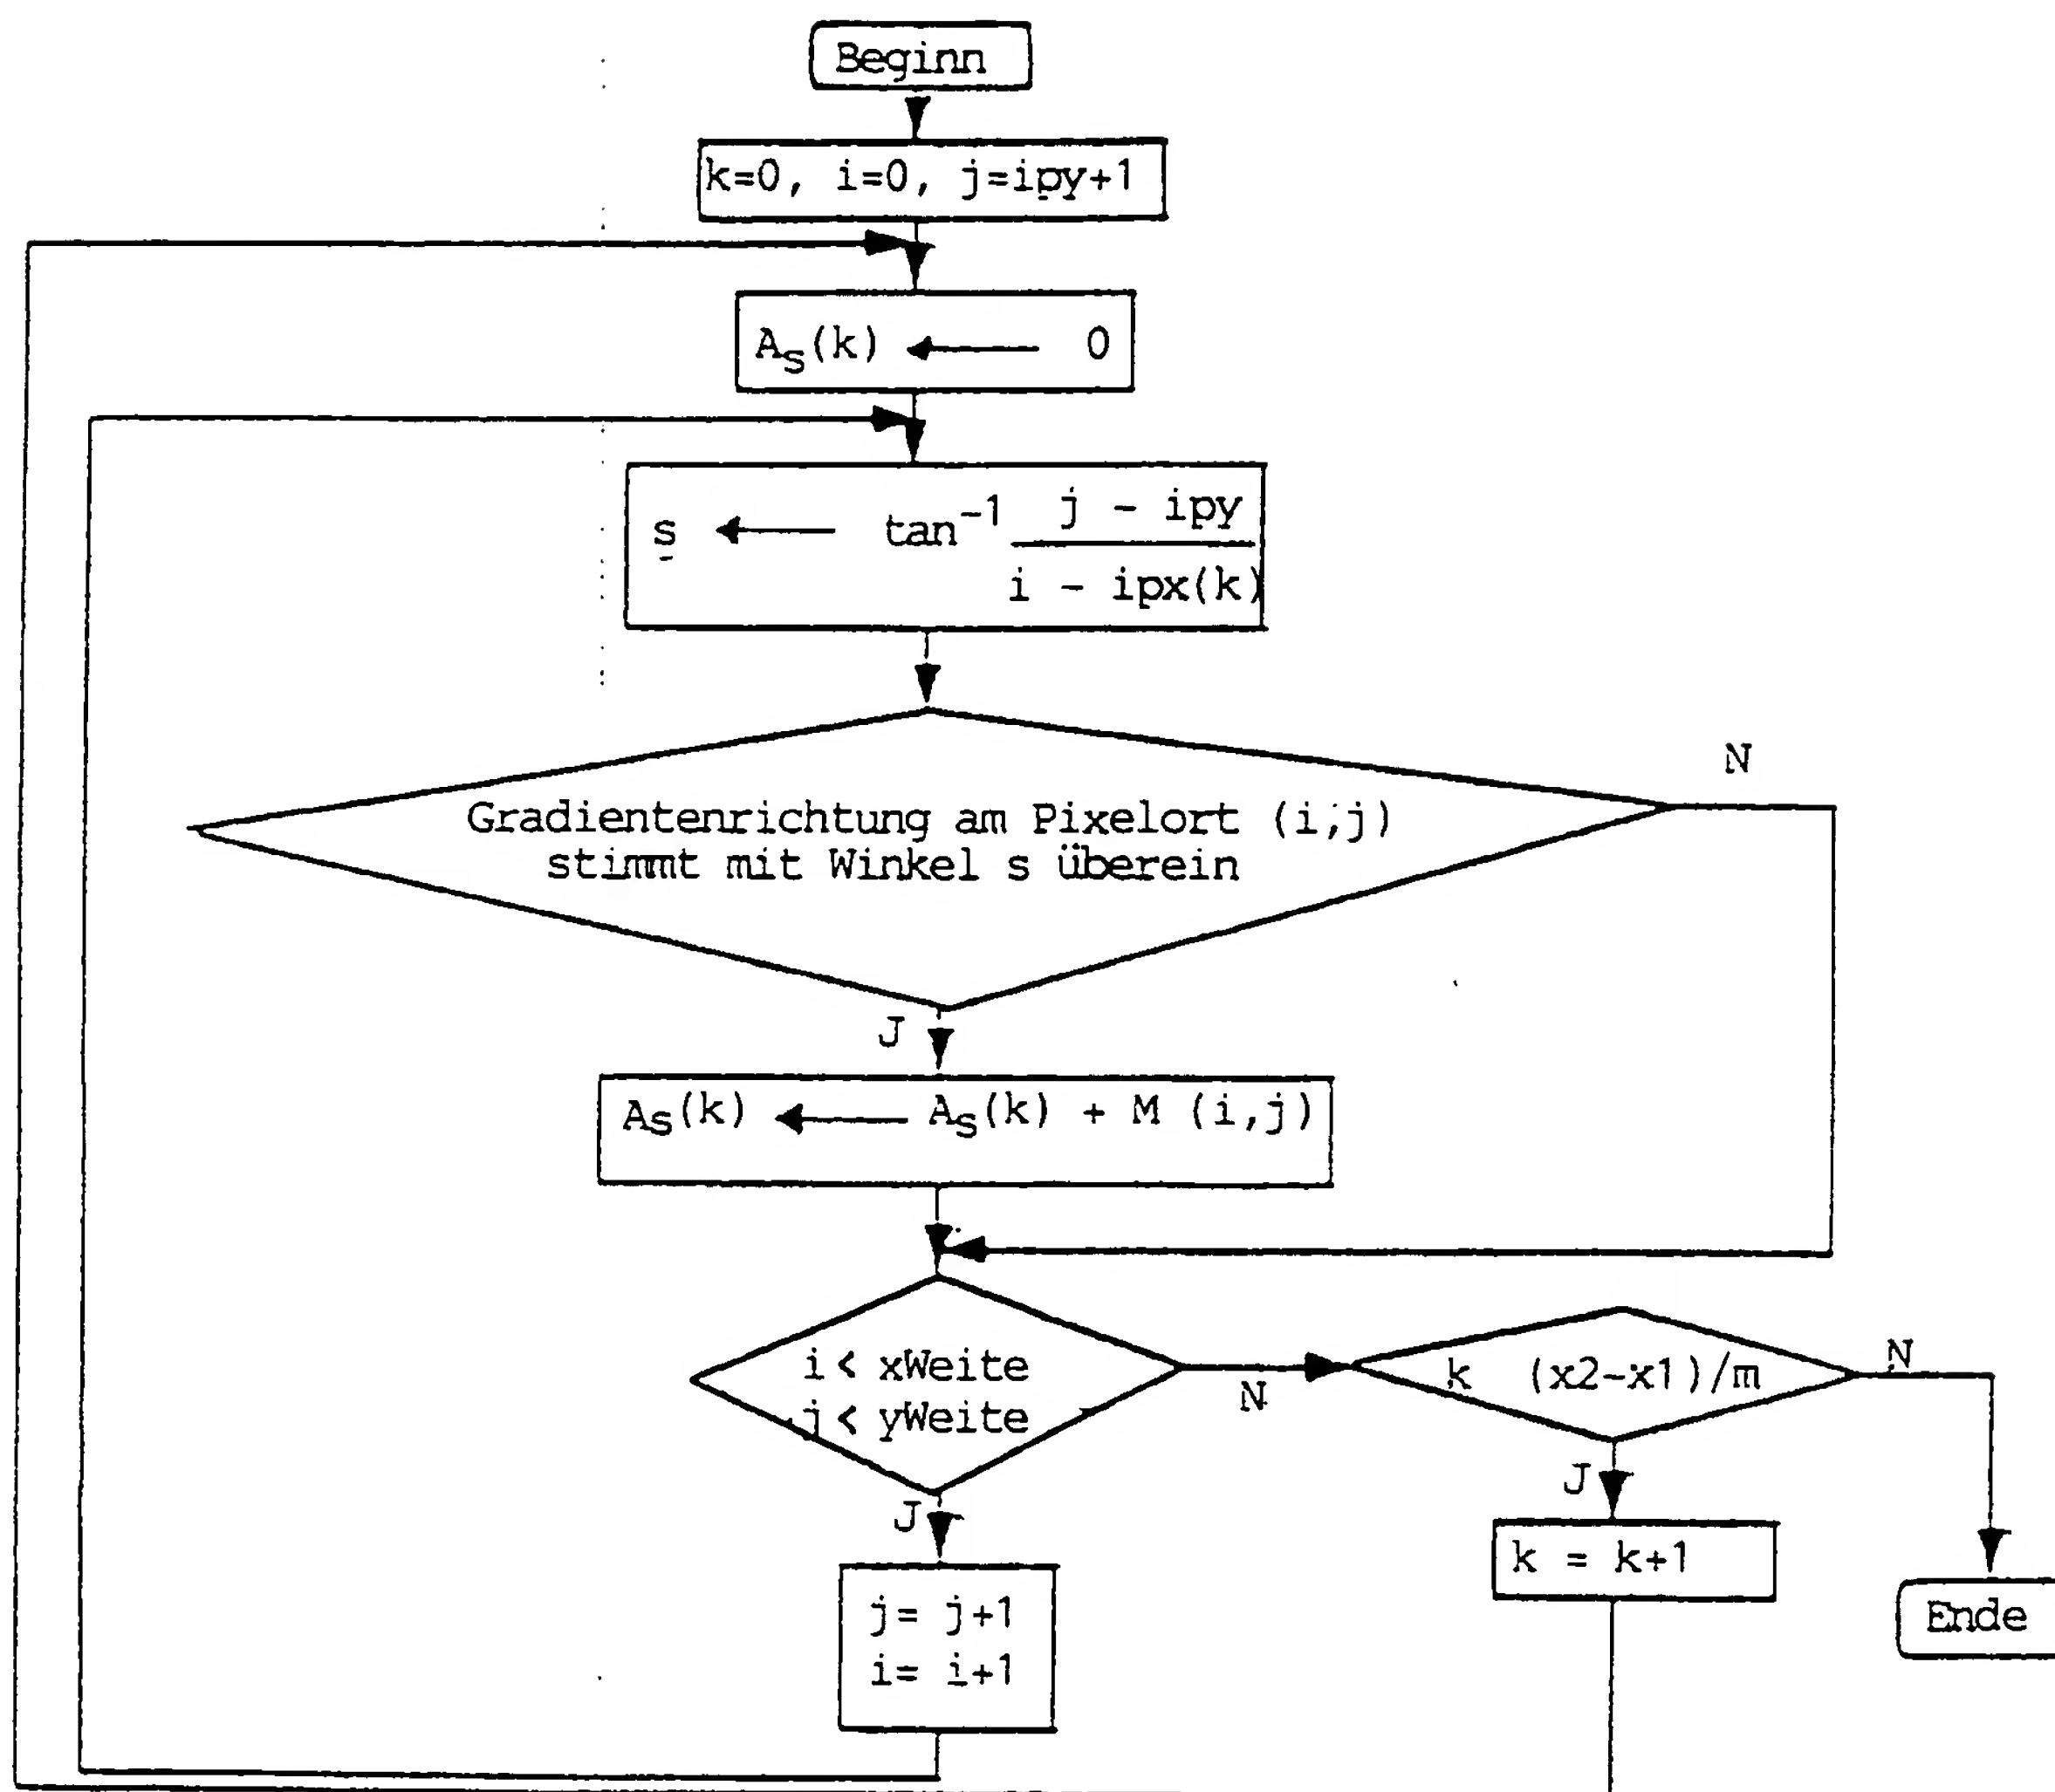 Beginn
k=0, i=0, j=ipy+1
As(k) ← 0
s ← tan⁻¹ j - ipy
i - ipx(k)
N
Gradientenrichtung am Pixelort (i,j)
stimmt mit Winkel s überein
J
As(k) ← As(k) + M (i,j)
i < xWeite
j < yWeite
N
k (x2-x1)/m
N
J
J
k = k+1
j= j+1
i= i+1
Ende